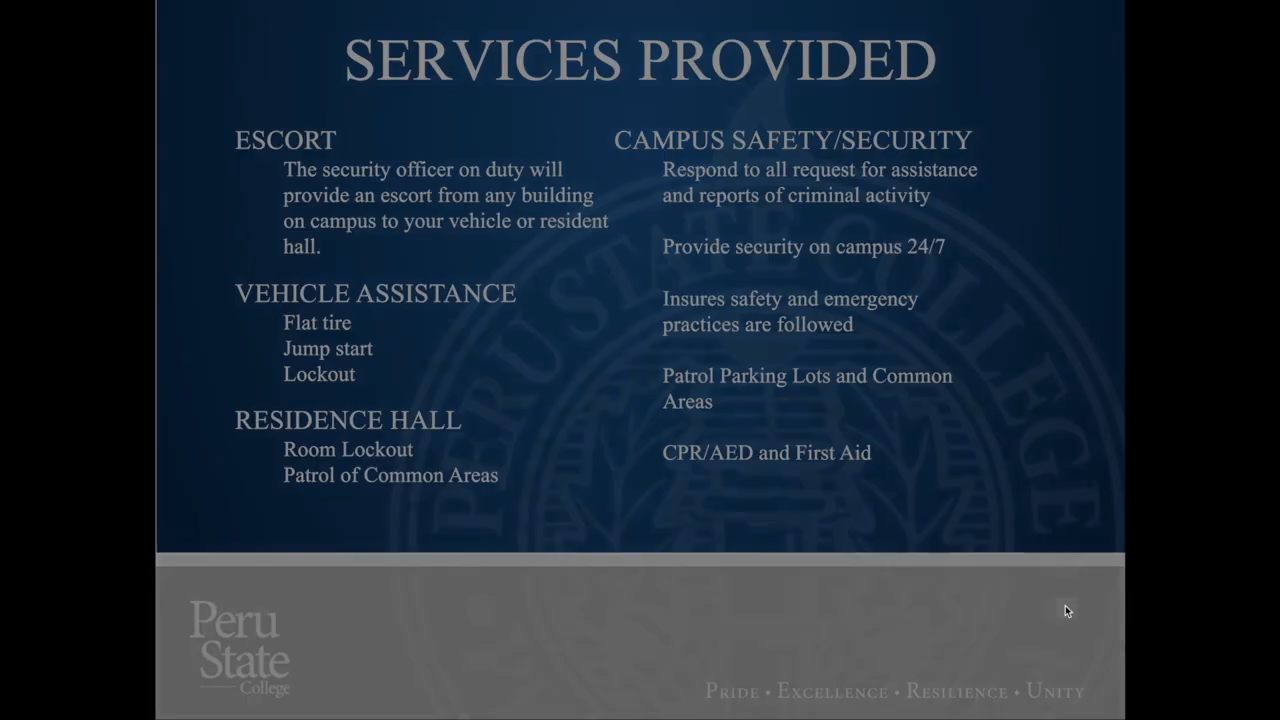 SERVICES PROVIDED
ESCORT
The security officer on duty will
provide an escort from any building
on campus to your vehicle or resident
hall.
VEHICLE ASSISTANCE
Flat tire
Jump start
Lockout
RESIDENCE HALL
Room Lockout
Patrol of Common Areas
CAMPUS SAFETY/SECURITY
Respond to all request for assistance
and reports of criminal activity
Provide security on campus 24/7
Insures safety and emergency
practices are followed
Patrol Parking Lots and Common
Areas
CPR/AED and First Aid
PERU STATE COLLEGE
Peru
State
College
PRIDE • EXCELLENCE • RESILIENCE • UNITY